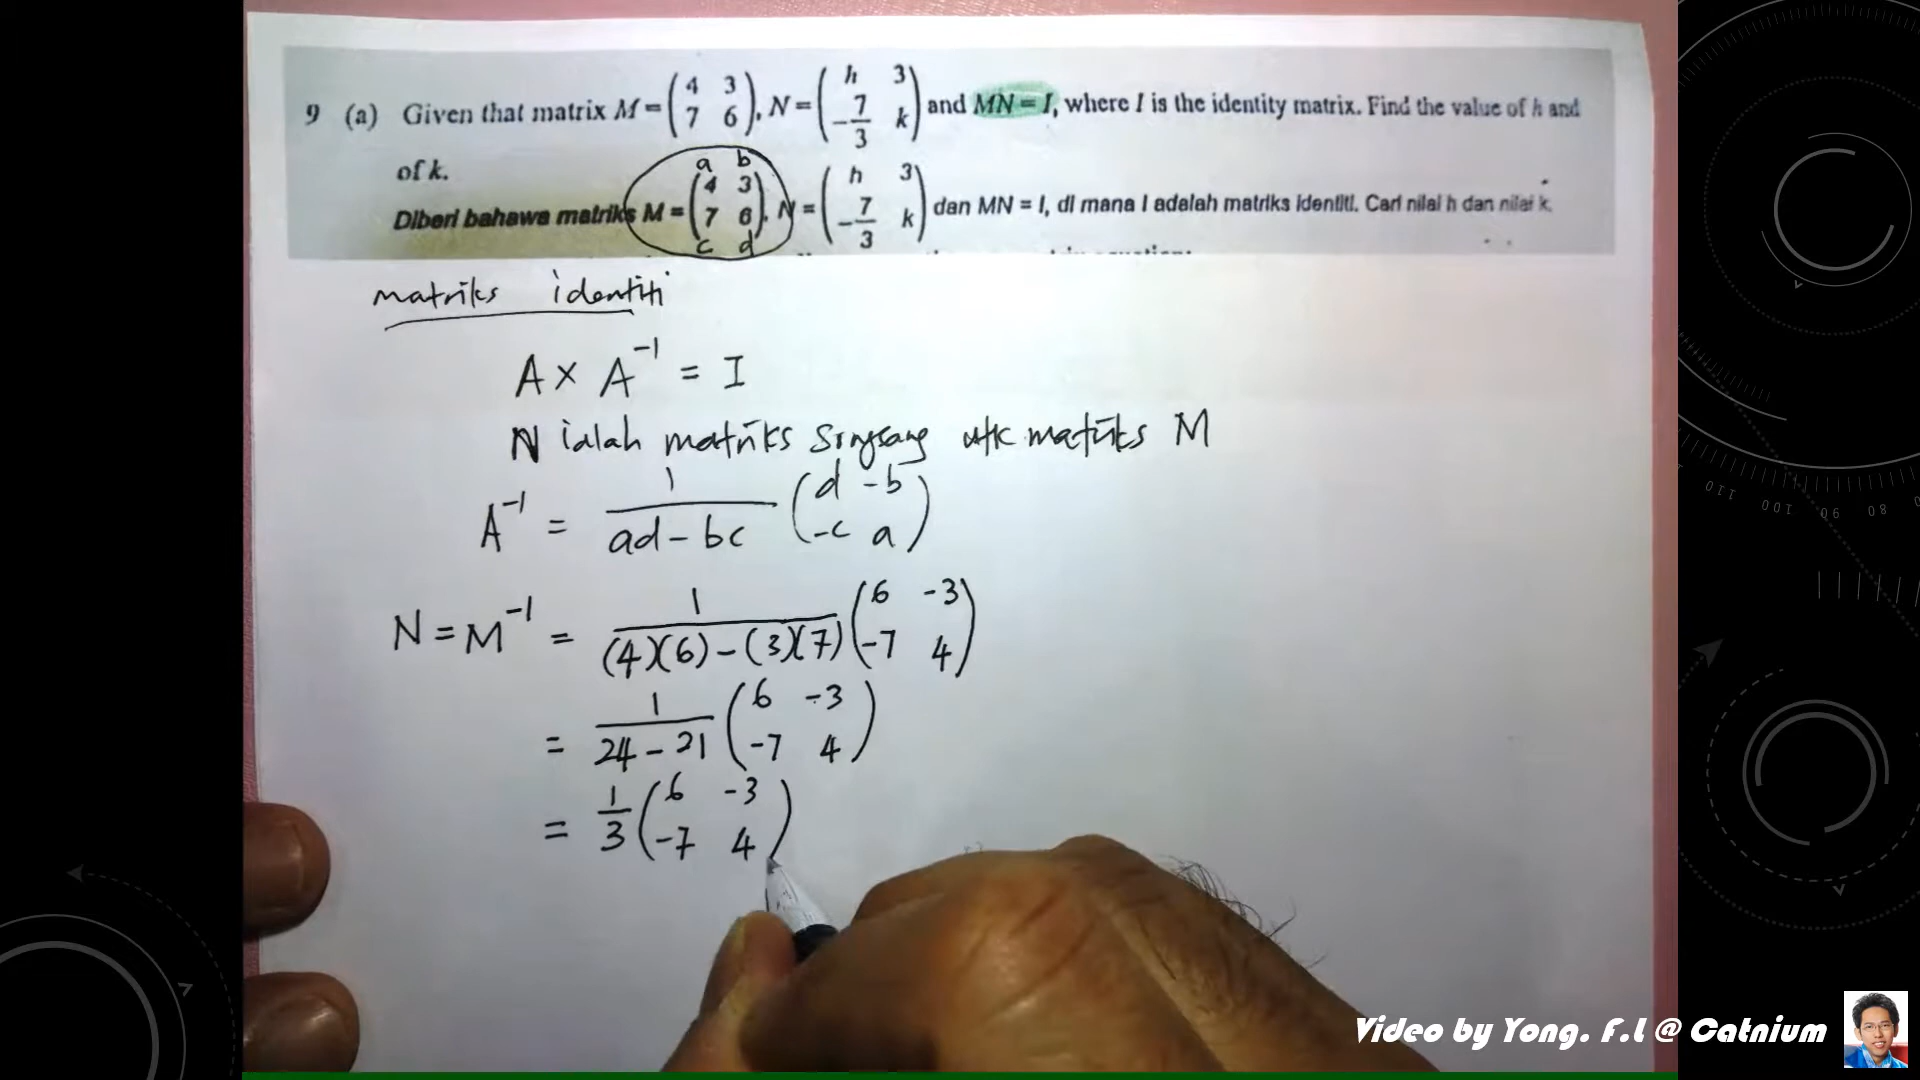 9 (a) Given that matrix M = (4 3 7 6), N = (h 3 -7/3 k) and MN = I, where I is the identity matrix. Find the value of h and
of k.
a b
Diberi bahawa matriks M = (4 3 7 6), N = (h 3 -7/3 k) dan MN = I, di mana I adalah matriks identiti. Cari nilai h dan nilai k.
c d
matriks identiti
A × A⁻¹ = I
N ialah matriks songsang utk matriks M
A⁻¹ = 1/(ad - bc) (d -b -c a)
N = M⁻¹ = 1/((4)(6) - (3)(7)) (6 -3 -7 4)
= 1/(24 - 21) (6 -3 -7 4)
= 1/3 (6 -3 -7 4)
110 100 90 80
Video by Yong. F.l @ Catnium